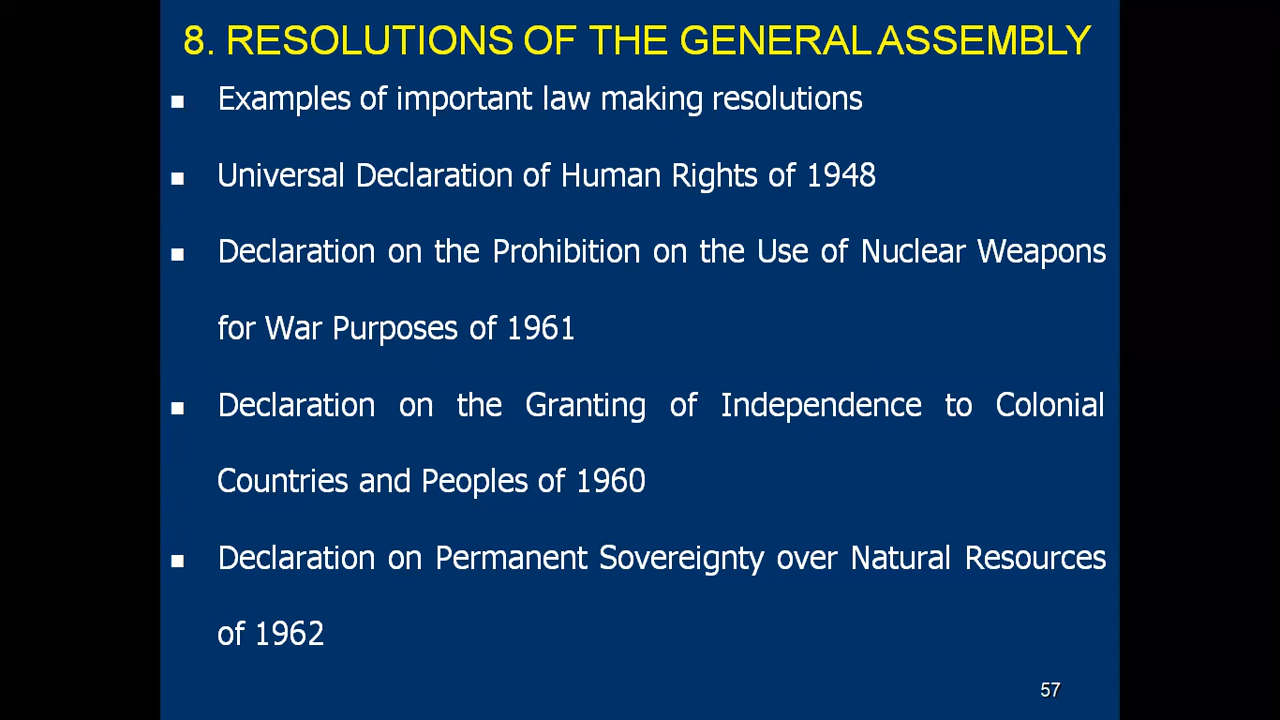 8. RESOLUTIONS OF THE GENERAL ASSEMBLY
Examples of important law making resolutions
Universal Declaration of Human Rights of 1948
Declaration on the Prohibition on the Use of Nuclear Weapons
for War Purposes of 1961
Declaration on the Granting of Independence to Colonial
Countries and Peoples of 1960
Declaration on Permanent Sovereignty over Natural Resources
of 1962
57